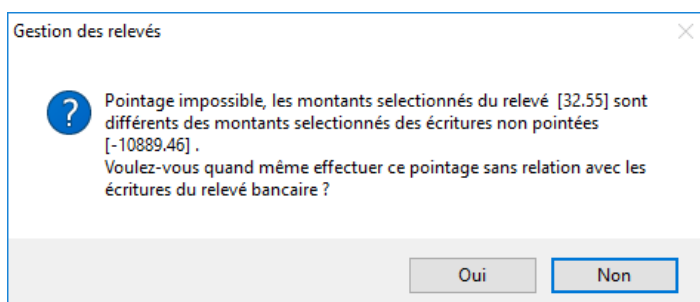 Gestion des relevés
Pointage impossible, les montants selectionnés du relevé  [32.55] sont
différents des montants selectionnés des écritures non pointées
[-10889.46] .
Voulez-vous quand même effectuer ce pointage sans relation avec les
écritures du relevé bancaire ?
Oui
Non